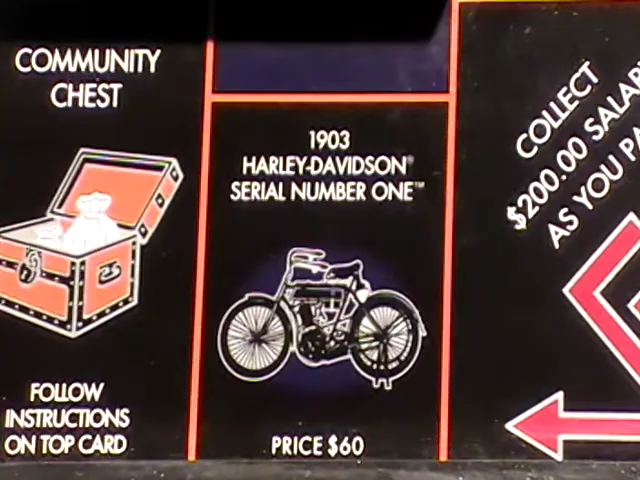 COMMUNITY
CHEST
FOLLOW
INSTRUCTIONS
ON TOP CARD
1903
HARLEY-DAVIDSON®
SERIAL NUMBER ONE™
PRICE $60
COLLECT
$200.00 SALARY
AS YOU